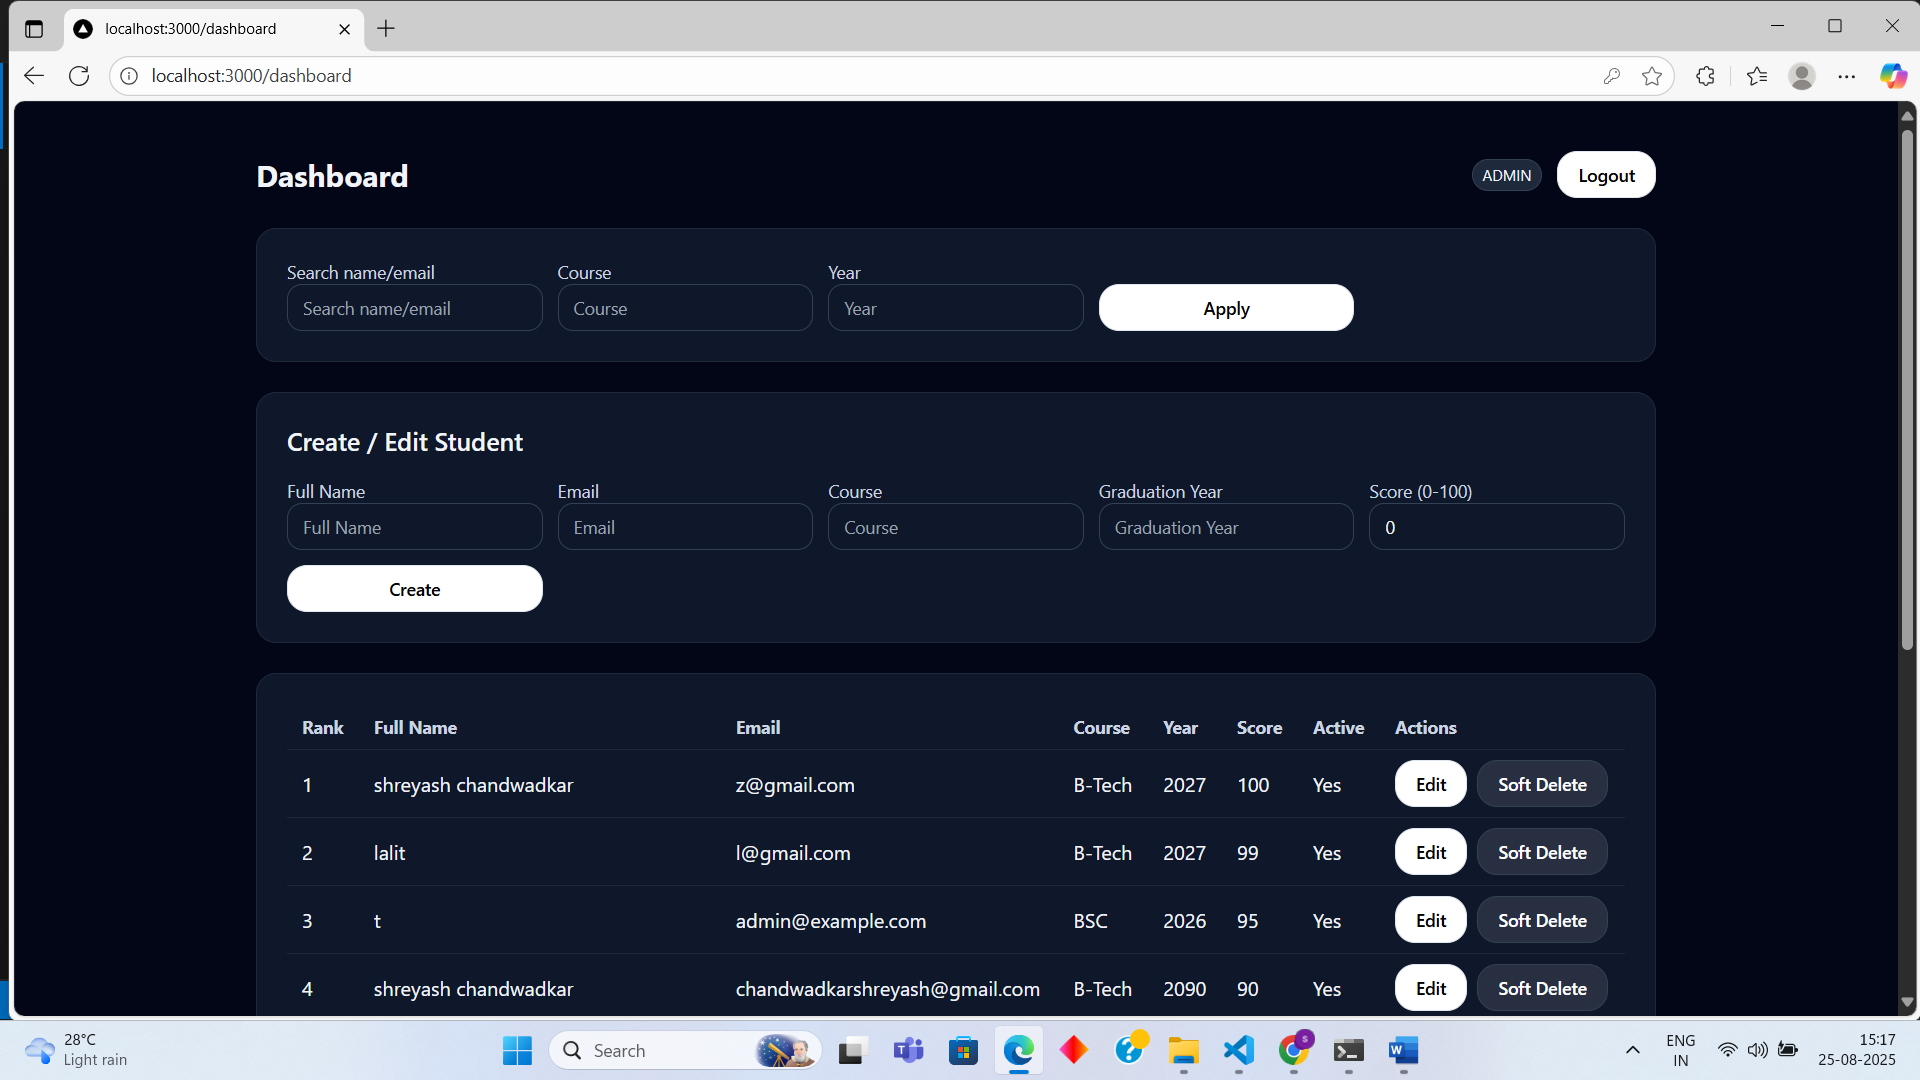 localhost:3000/dashboard
localhost:3000/dashboard
Dashboard
ADMIN
Logout
Search name/email Course Year
Search name/email Course Year Apply
Create / Edit Student
Full Name Email Course Graduation Year Score (0-100)
Full Name Email Course Graduation Year 0
Create
Rank Full Name Email Course Year Score Active Actions
1 shreyash chandwadkar z@gmail.com B-Tech 2027 100 Yes Edit Soft Delete
2 lalit l@gmail.com B-Tech 2027 99 Yes Edit Soft Delete
3 t admin@example.com BSC 2026 95 Yes Edit Soft Delete
4 shreyash chandwadkar chandwadkarshreyash@gmail.com B-Tech 2090 90 Yes Edit Soft Delete
28°C
Light rain
Search
ENG
IN
15:17
25-08-2025